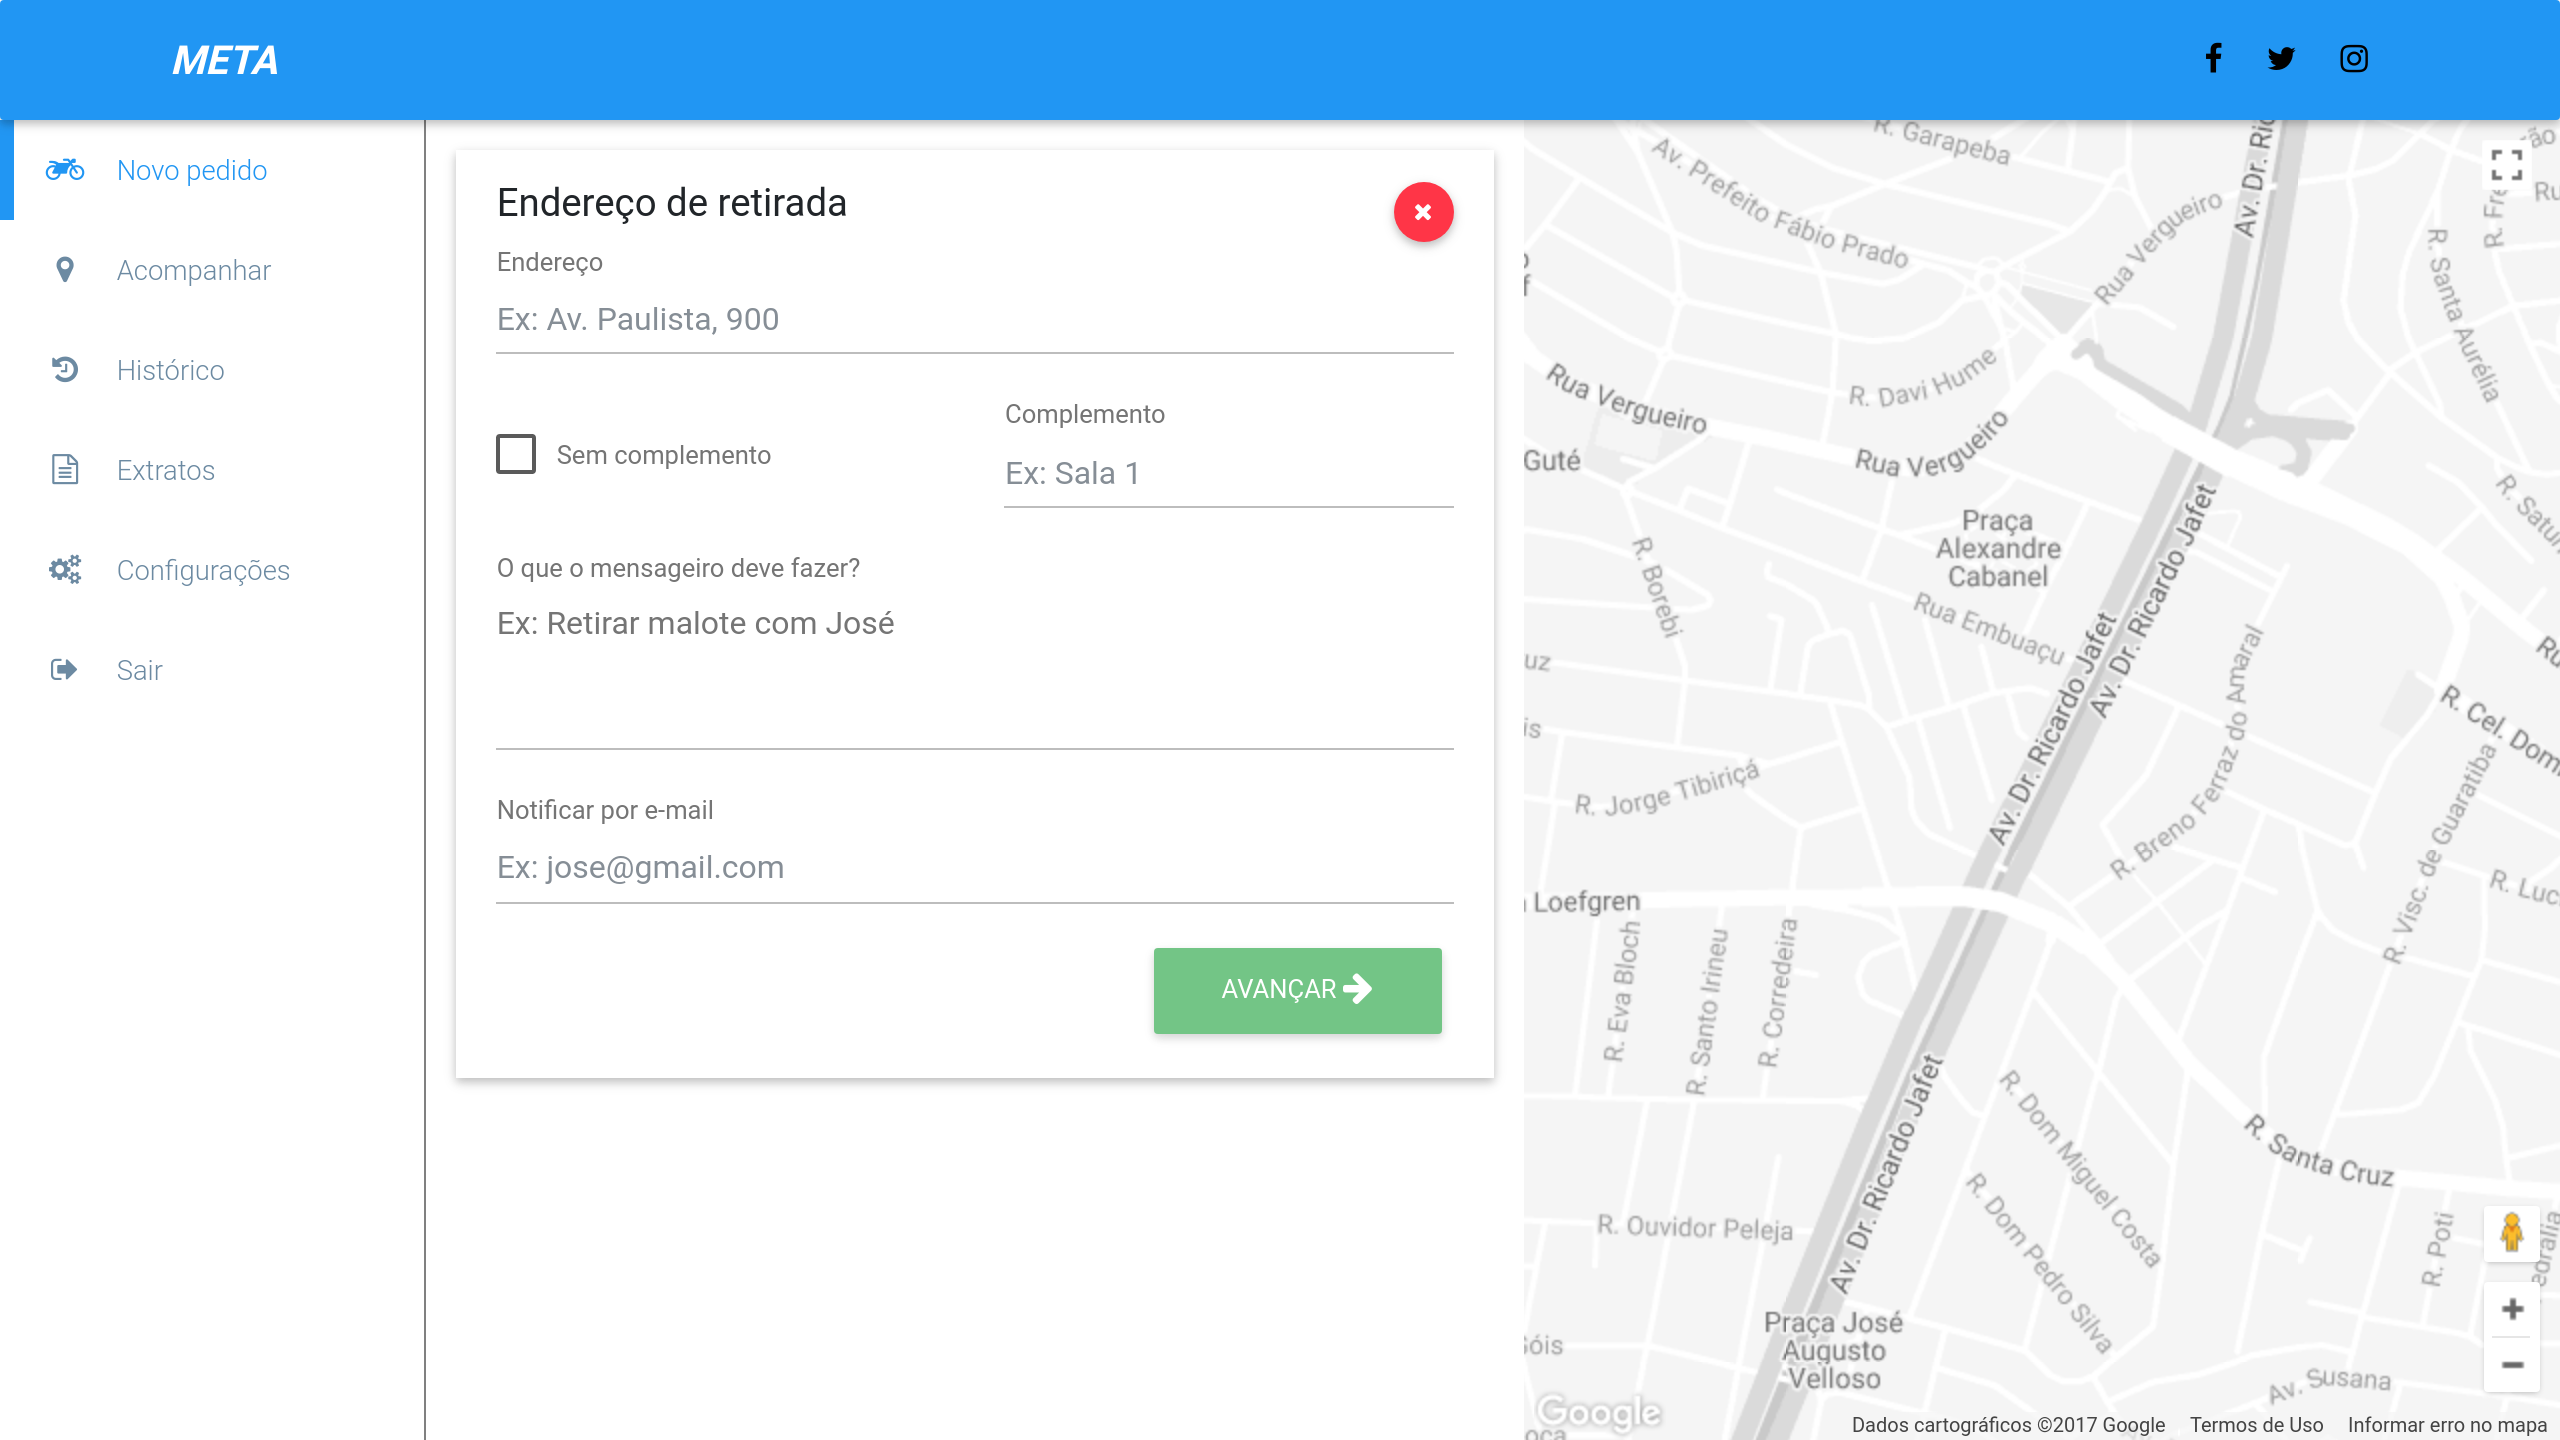 META
Novo pedido
Acompanhar
Histórico
Extratos
Configurações
Sair
Endereço de retirada
Endereço
Ex: Av. Paulista, 900
Sem complemento
Complemento
Ex: Sala 1
O que o mensageiro deve fazer?
Ex: Retirar malote com José
Notificar por e-mail
Ex: jose@gmail.com
AVANÇAR
R. Garapeba
Av. Prefeito Fábio Prado
Rua Vergueiro
Av. Dr. Ric
R. Fre
Ru
R. Santa Aurélia
R. Davi Hume
Rua Vergueiro
Rua Vergueiro
Guté
R. Satur
Praça
Alexandre
Cabanel
Av. Dr. Ricardo Jafet
R. Borebi
Rua Embuaçu
Av. Dr. Ricardo Jafet
R. Breno Ferraz do Amaral
uz
Ru
is
R. Cel. Dom
R. Jorge Tibiriçá
R. Visc. de Guaratiba
Loefgren
R. Luc
R. Eva Bloch
R. Santo Irineu
R. Corredeira
Av. Dr. Ricardo Jafet
R. Dom Miguel Costa
R. Santa Cruz
R. Ouvidor Peleja
R. Dom Pedro Silva
R. Poti
Praça José
Augusto
Velloso
Av. Susana
Google
Dados cartográficos ©2017 Google Termos de Uso Informar erro no mapa